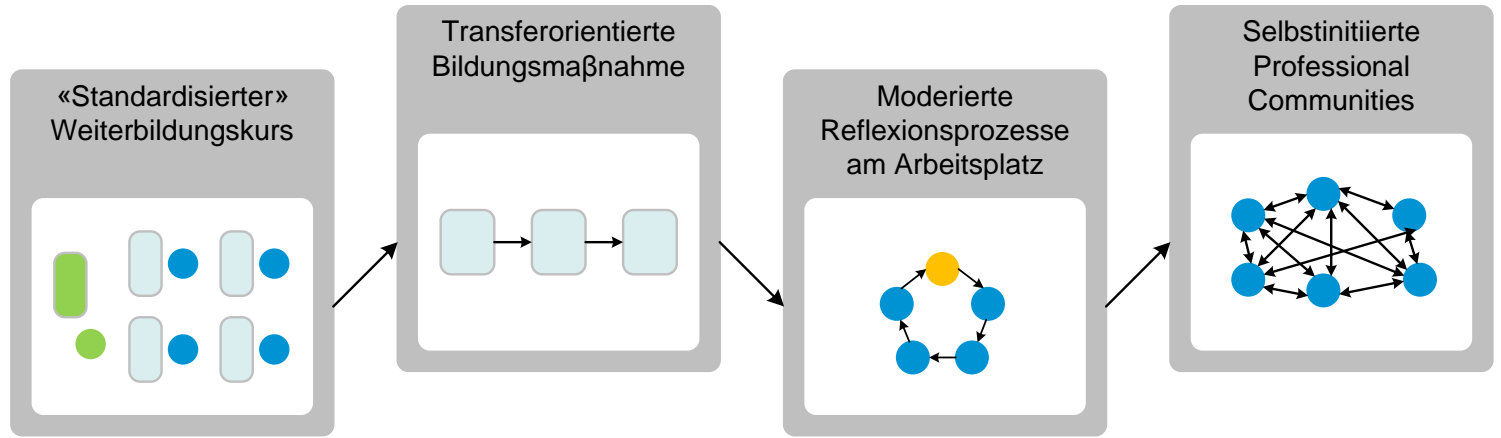 «Standardisierter»
Weiterbildungskurs
Transferorientierte
Bildungsmaβnahme
Moderierte
Reflexionsprozesse
am Arbeitsplatz
Selbstinitiierte
Professional
Communities